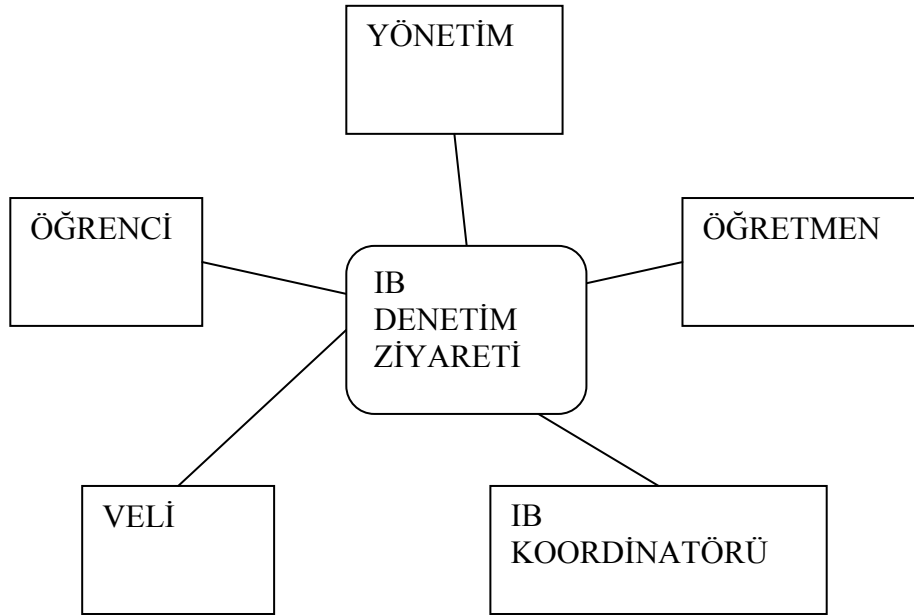 YÖNETİM
ÖĞRENCİ
ÖĞRETMEN
IB
DENETİM
ZİYARETİ
VELİ
IB
KOORDİNATÖRÜ